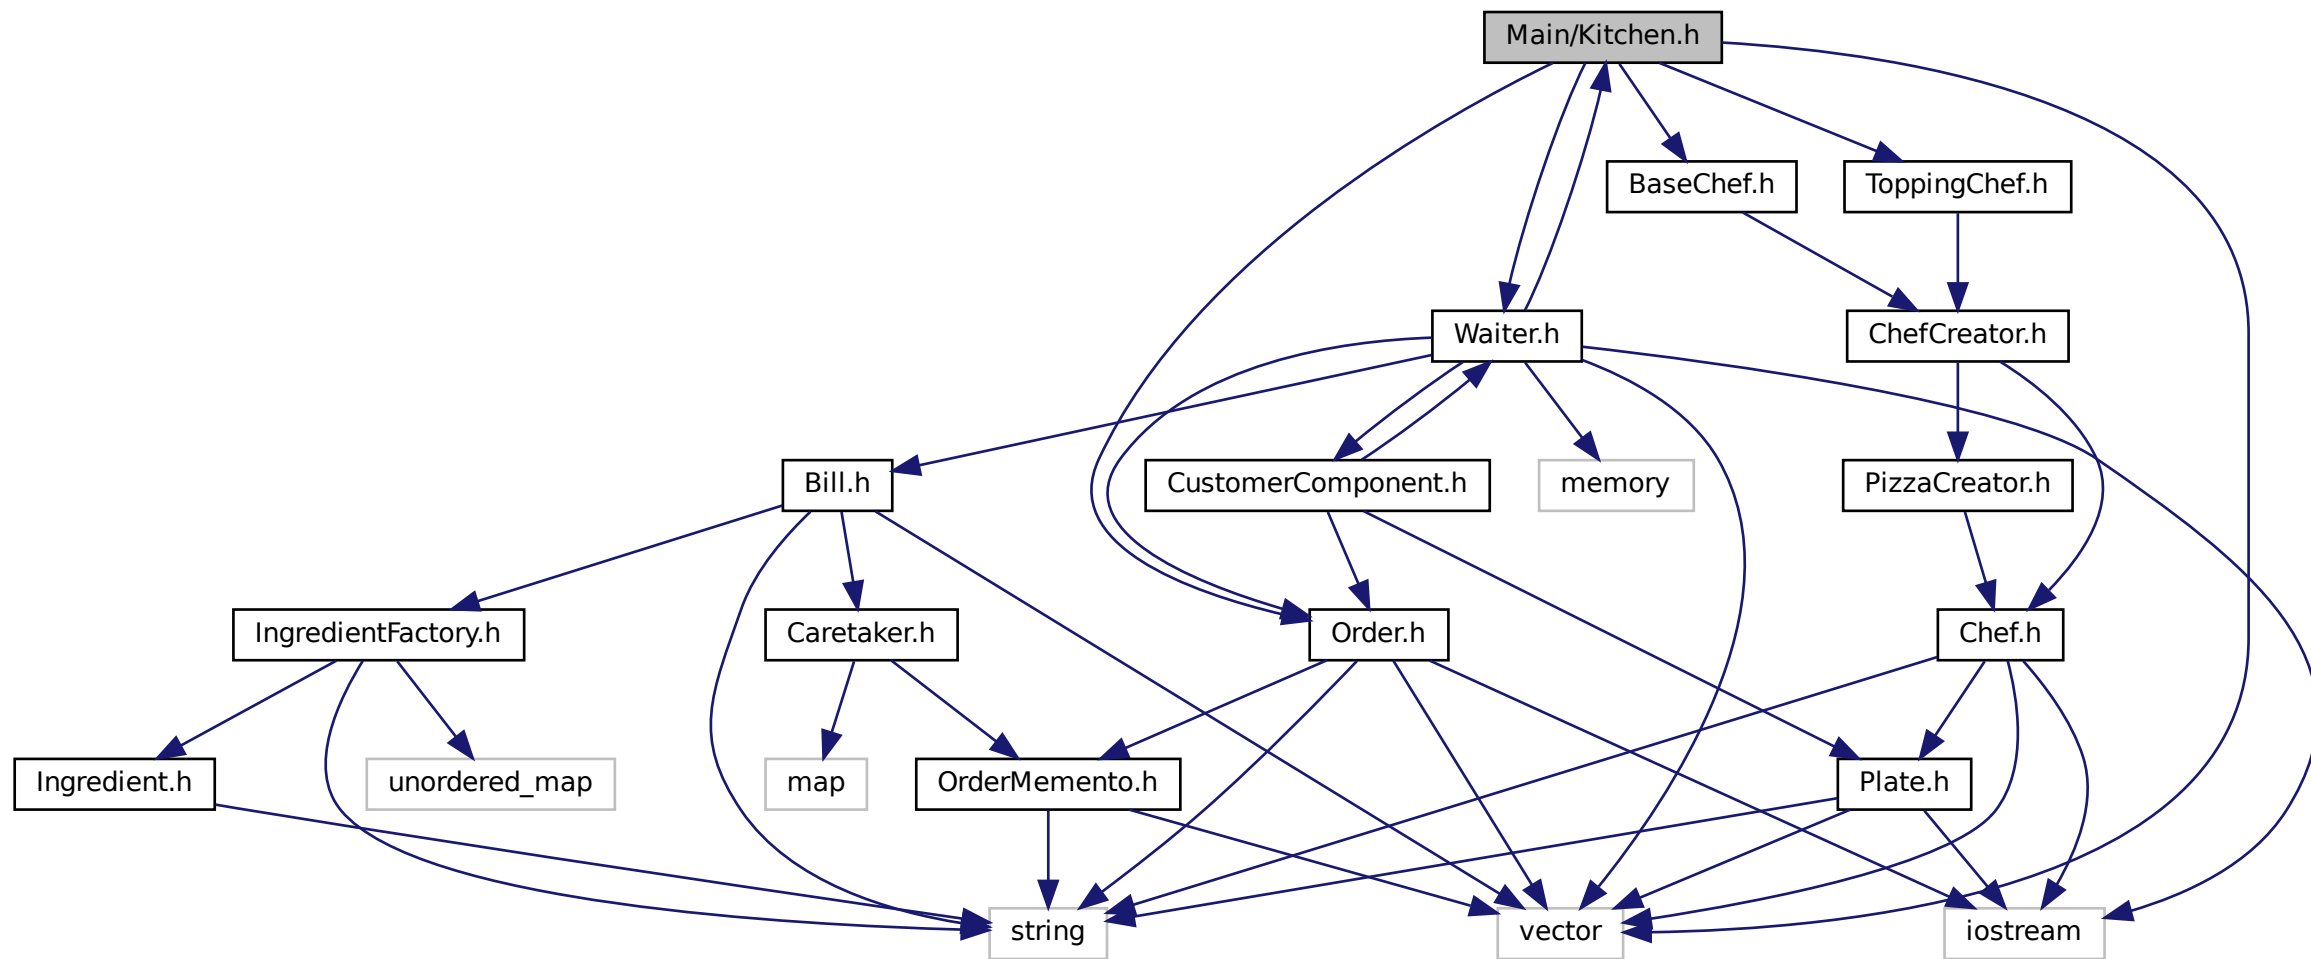 Main/Kitchen.h
BaseChef.h
ToppingChef.h
Waiter.h
ChefCreator.h
Bill.h
CustomerComponent.h
memory
PizzaCreator.h
IngredientFactory.h
Caretaker.h
Order.h
Chef.h
Ingredient.h
unordered_map
map
OrderMemento.h
Plate.h
string
vector
iostream